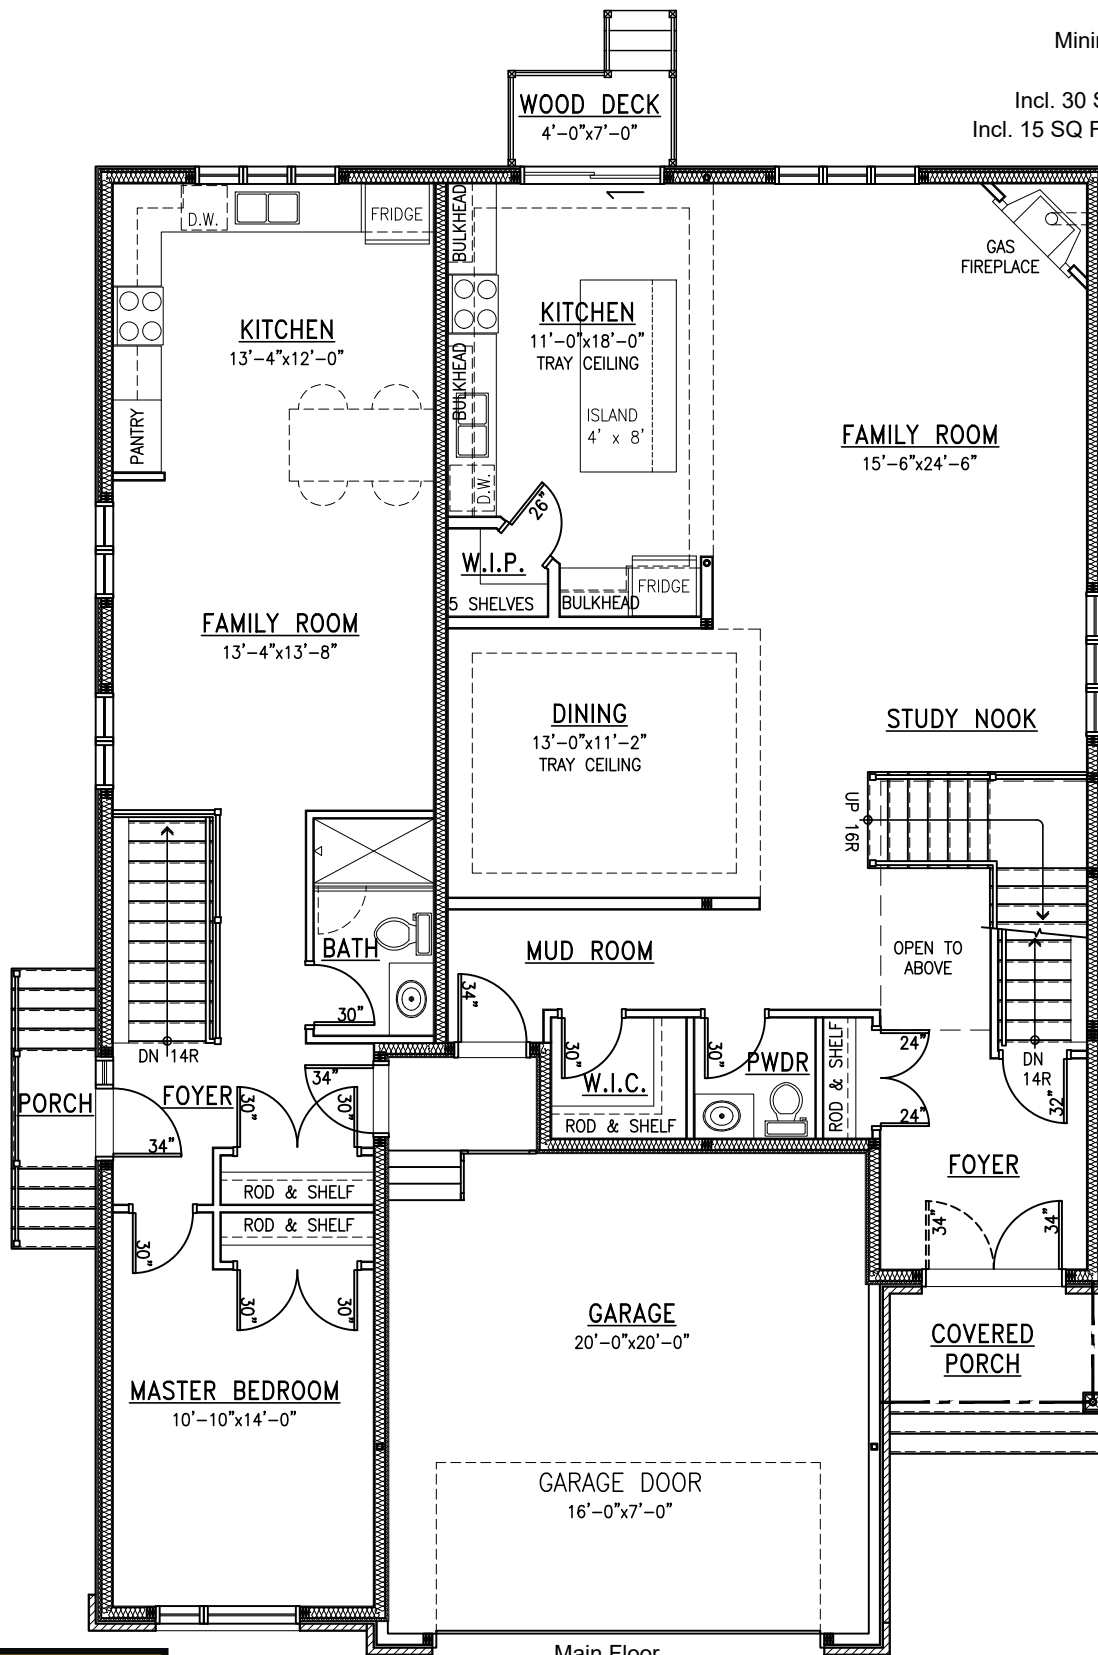 Minir
Incl. 30 S
Incl. 15 SQ F
WOOD DECK
4'-0"x7'-0"
D.W.
FRIDGE
BULKHEAD
GAS
FIREPLACE
KITCHEN
13'-4"x12'-0"
KITCHEN
11'-0"x18'-0"
TRAY CEILING
BULKHEAD
ISLAND
4' x 8'
PANTRY
FAMILY ROOM
15'-6"x24'-6"
D.W.
26"
W.I.P.
5 SHELVES
BULKHEAD
FRIDGE
FAMILY ROOM
13'-4"x13'-8"
DINING
13'-0"x11'-2"
TRAY CEILING
STUDY NOOK
UP 16R
BATH
30"
MUD ROOM
34"
OPEN TO
ABOVE
DN 14R
FOYER
PORCH
34"
34"
30"
30"
30"
W.I.C.
ROD & SHELF
30"
PWDR
ROD & SHELF
24"
24"
DN
14R
32"
FOYER
ROD & SHELF
ROD & SHELF
30"
30"
30"
34"
34"
GARAGE
20'-0"x20'-0"
COVERED
PORCH
MASTER BEDROOM
10'-10"x14'-0"
GARAGE DOOR
16'-0"x7'-0"
Main Floor